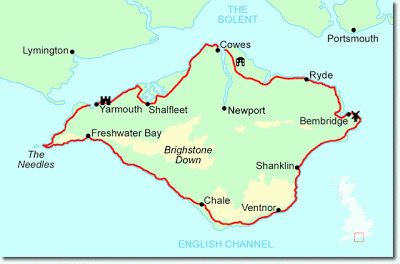 THE
SOLENT
Portsmouth
Lymington
Cowes
Ryde
Yarmouth
Shalfleet
Newport
Bembridge
Freshwater Bay
The
Needles
Brighstone
Down
Shanklin
Chale
Ventnor
ENGLISH CHANNEL